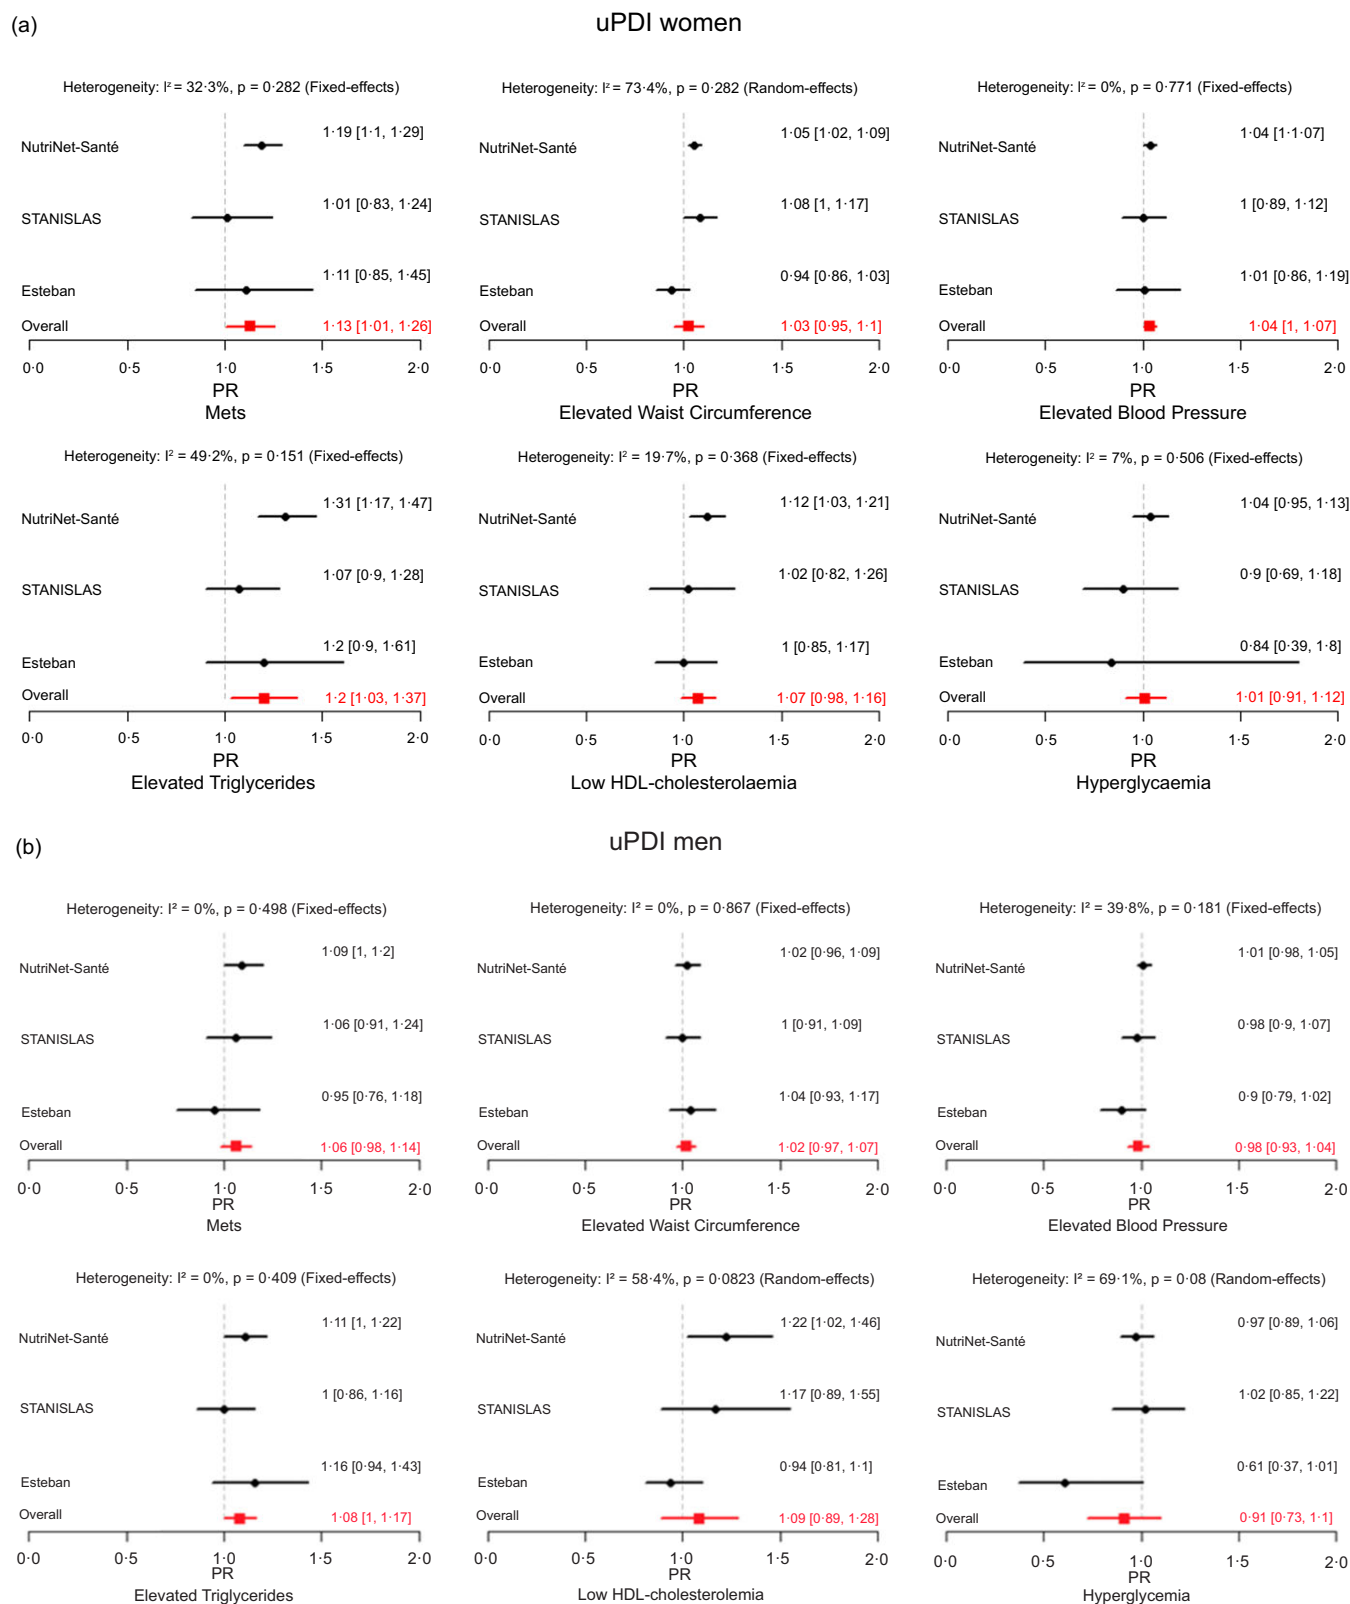 (a)
uPDI women
Heterogeneity: I² = 32·3%, p = 0·282 (Fixed-effects)
NutriNet-Santé 1·19 [1·1, 1·29]
STANISLAS 1·01 [0·83, 1·24]
Esteban 1·11 [0·85, 1·45]
Overall 1·13 [1·01, 1·26]
0·0 0·5 1·0 1·5 2·0
PR
Mets
Heterogeneity: I² = 73·4%, p = 0·282 (Random-effects)
NutriNet-Santé 1·05 [1·02, 1·09]
STANISLAS 1·08 [1, 1·17]
Esteban 0·94 [0·86, 1·03]
Overall 1·03 [0·95, 1·1]
0·0 0·5 1·0 1·5 2·0
PR
Elevated Waist Circumference
Heterogeneity: I² = 0%, p = 0·771 (Fixed-effects)
NutriNet-Santé 1·04 [1·1·07]
STANISLAS 1 [0·89, 1·12]
Esteban 1·01 [0·86, 1·19]
Overall 1·04 [1, 1·07]
0·0 0·5 1·0 1·5 2·0
PR
Elevated Blood Pressure
Heterogeneity: I² = 49·2%, p = 0·151 (Fixed-effects)
NutriNet-Santé 1·31 [1·17, 1·47]
STANISLAS 1·07 [0·9, 1·28]
Esteban 1·2 [0·9, 1·61]
Overall 1·2 [1·03, 1·37]
0·0 0·5 1·0 1·5 2·0
PR
Elevated Triglycerides
Heterogeneity: I² = 19·7%, p = 0·368 (Fixed-effects)
NutriNet-Santé 1·12 [1·03, 1·21]
STANISLAS 1·02 [0·82, 1·26]
Esteban 1 [0·85, 1·17]
Overall 1·07 [0·98, 1·16]
0·0 0·5 1·0 1·5 2·0
PR
Low HDL-cholesterolaemia
Heterogeneity: I² = 7%, p = 0·506 (Fixed-effects)
NutriNet-Santé 1·04 [0·95, 1·13]
STANISLAS 0·9 [0·69, 1·18]
Esteban 0·84 [0·39, 1·8]
Overall 1·01 [0·91, 1·12]
0·0 0·5 1·0 1·5 2·0
PR
Hyperglycaemia
(b)
uPDI men
Heterogeneity: I² = 0%, p = 0·498 (Fixed-effects)
NutriNet-Santé 1·09 [1, 1·2]
STANISLAS 1·06 [0·91, 1·24]
Esteban 0·95 [0·76, 1·18]
Overall 1·06 [0·98, 1·14]
0·0 0·5 1·0 1·5 2·0
PR
Mets
Heterogeneity: I² = 0%, p = 0·867 (Fixed-effects)
NutriNet-Santé 1·02 [0·96, 1·09]
STANISLAS 1 [0·91, 1·09]
Esteban 1·04 [0·93, 1·17]
Overall 1·02 [0·97, 1·07]
0·0 0·5 1·0 1·5 2·0
PR
Elevated Waist Circumference
Heterogeneity: I² = 39·8%, p = 0·181 (Fixed-effects)
NutriNet-Santé 1·01 [0·98, 1·05]
STANISLAS 0·98 [0·9, 1·07]
Esteban 0·9 [0·79, 1·02]
Overall 0·98 [0·93, 1·04]
0·0 0·5 1·0 1·5 2·0
PR
Elevated Blood Pressure
Heterogeneity: I² = 0%, p = 0·409 (Fixed-effects)
NutriNet-Santé 1·11 [1, 1·22]
STANISLAS 1 [0·86, 1·16]
Esteban 1·16 [0·94, 1·43]
Overall 1·08 [1, 1·17]
0·0 0·5 1·0 1·5 2·0
PR
Elevated Triglycerides
Heterogeneity: I² = 58·4%, p = 0·0823 (Random-effects)
NutriNet-Santé 1·22 [1·02, 1·46]
STANISLAS 1·17 [0·89, 1·55]
Esteban 0·94 [0·81, 1·1]
Overall 1·09 [0·89, 1·28]
0·0 0·5 1·0 1·5 2·0
PR
Low HDL-cholesterolemia
Heterogeneity: I² = 69·1%, p = 0·08 (Random-effects)
NutriNet-Santé 0·97 [0·89, 1·06]
STANISLAS 1·02 [0·85, 1·22]
Esteban 0·61 [0·37, 1·01]
Overall 0·91 [0·73, 1·1]
0·0 0·5 1·0 1·5 2·0
PR
Hyperglycemia